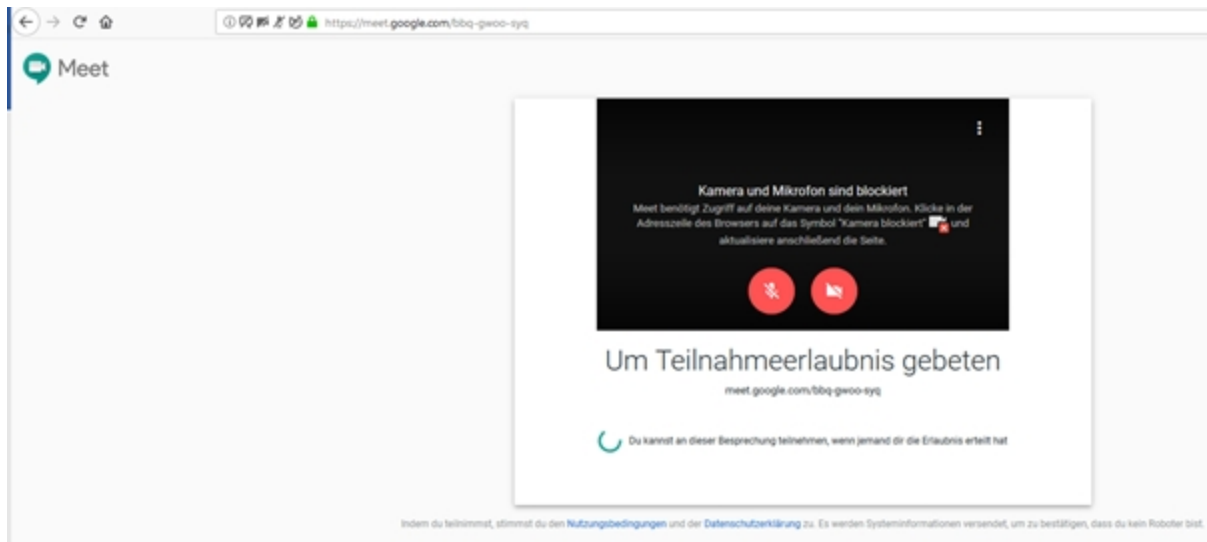 https://meet.google.com/bbq-gwoo-syq
Meet
Kamera und Mikrofon sind blockiert
Meet benötigt Zugriff auf deine Kamera und dein Mikrofon. Klicke in der
Adresszeile des Browsers auf das Symbol "Kamera blockiert" und
aktualisiere anschließend die Seite.
Um Teilnahmeerlaubnis gebeten
meet.google.com/bbq-gwoo-syq
Du kannst an dieser Besprechung teilnehmen, wenn jemand dir die Erlaubnis erteilt hat
Indem du teilnimmst, stimmst du den Nutzungsbedingungen und der Datenschutzerklärung zu. Es werden Systeminformationen versendet, um zu bestätigen, dass du kein Roboter bist.